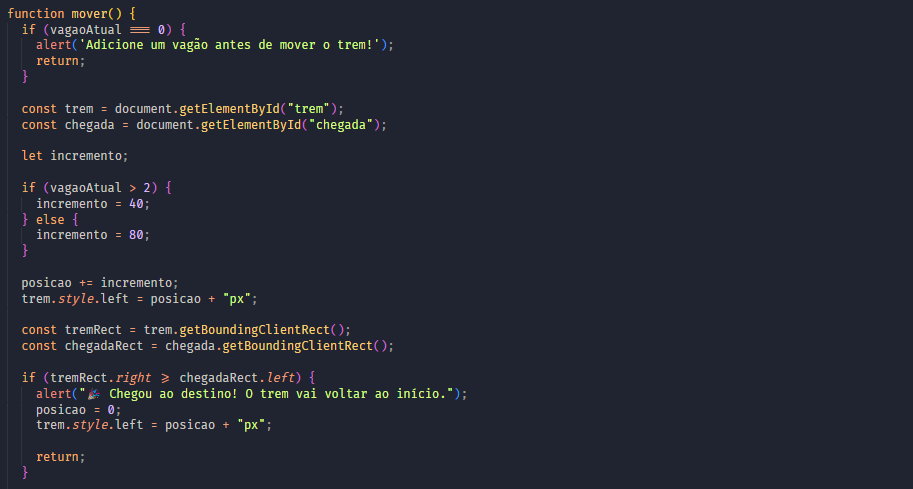 function mover() {
if (vagaoAtual === 0) {
alert('Adicione um vagão antes de mover o trem!');
return;
}
const trem = document.getElementById("trem");
const chegada = document.getElementById("chegada");
let incremento;
if (vagaoAtual > 2) {
incremento = 40;
} else {
incremento = 80;
}
posicao += incremento;
trem.style.left = posicao + "px";
const tremRect = trem.getBoundingClientRect();
const chegadaRect = chegada.getBoundingClientRect();
if (tremRect.right >= chegadaRect.left) {
alert("🎉 Chegou ao destino! O trem vai voltar ao início.");
posicao = 0;
trem.style.left = posicao + "px";
return;
}